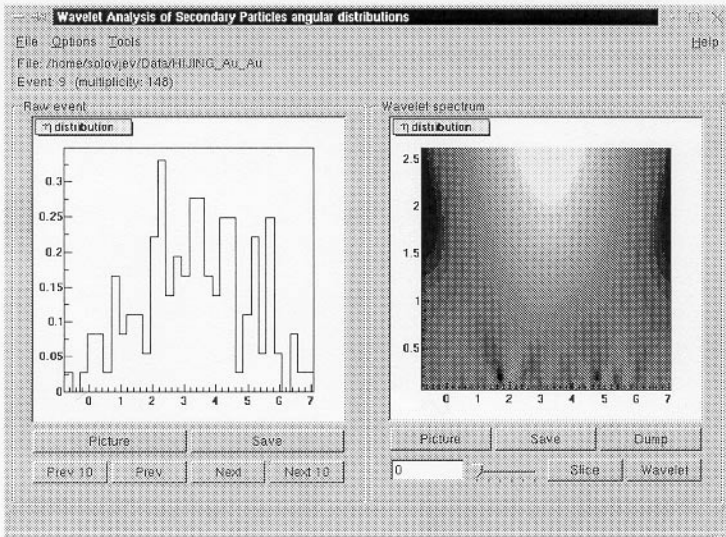 Wavelet Analysis of Secondary Particles angular distributions
File Options Tools Help
File: /home/solovjev/Data/HIJING_Au_Au
Event: 9 (multiplicity: 148)
Raw event
η distribution
0.3
0.25
0.2
0.15
0.1
0.05
0
0 1 2 3 4 5 6 7
Picture Save
Prev 10 Prev Next Next 10
Wavelet spectrum
η distribution
2.5
2
1.5
1
0.5
0 1 2 3 4 5 6 7
Picture Save Dump
0 Slice Wavelet